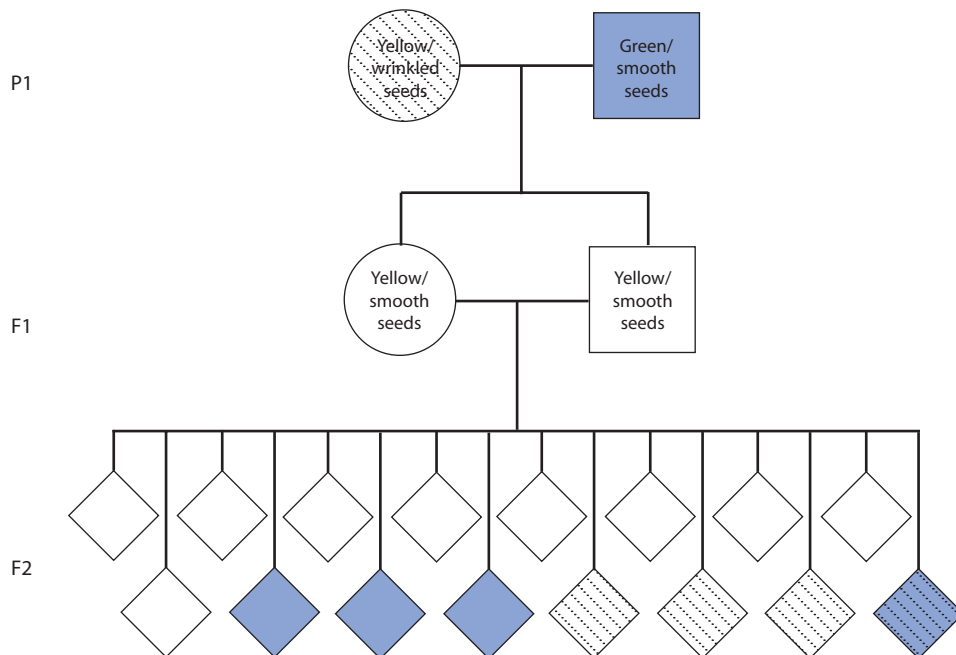 P1
Yellow/
wrinkled
seeds
Green/
smooth
seeds
F1
Yellow/
smooth
seeds
Yellow/
smooth
seeds
F2